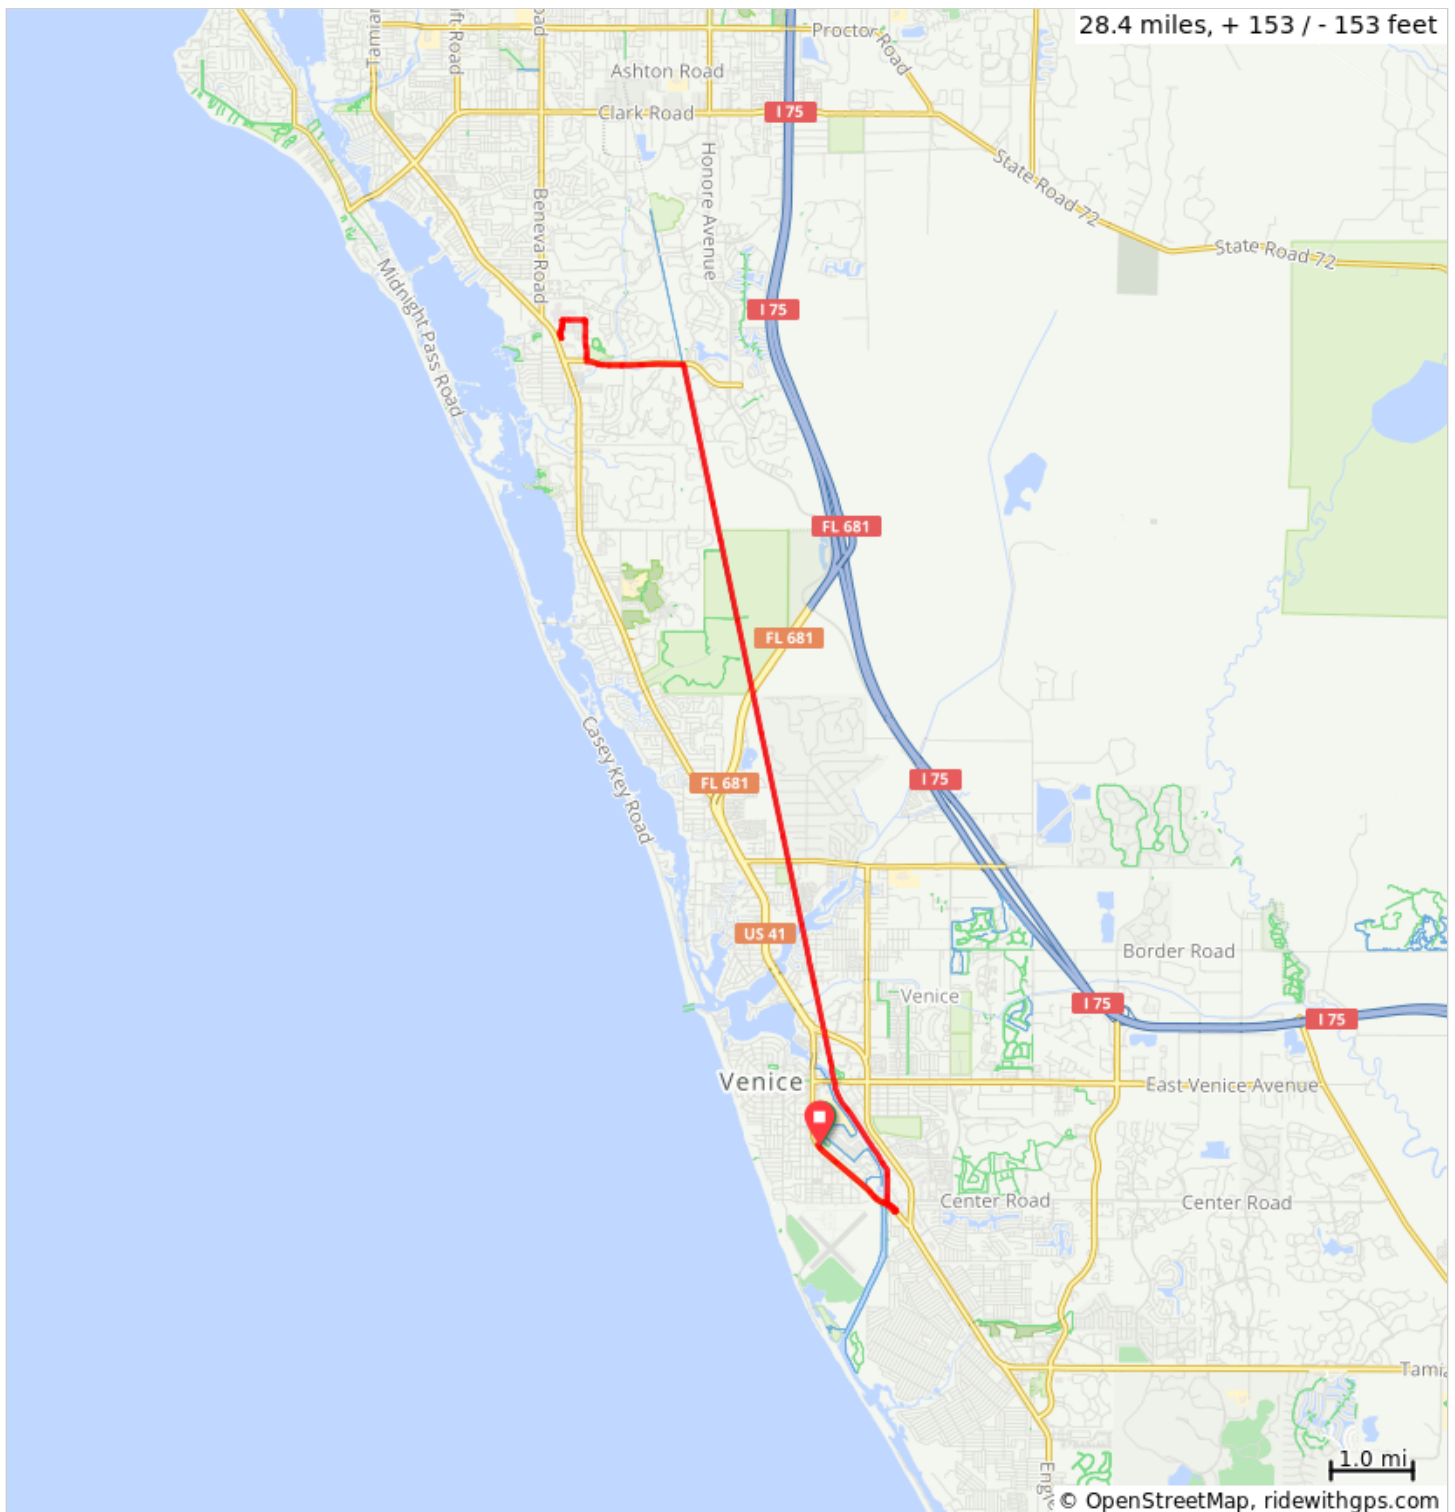 28.4 miles, + 153 / - 153 feet
Proctor Road
Ashton Road
Clark Road
I 75
Honore Avenue
State Road 72
State Road 72
Beneva Road
Midnight Pass Road
I 75
FL 681
FL 681
Casey Key Road
FL 681
I 75
US 41
Border Road
Venice
I 75
I 75
Venice
East Venice Avenue
Center Road
Center Road
1.0 mi
© OpenStreetMap, ridewithgps.com